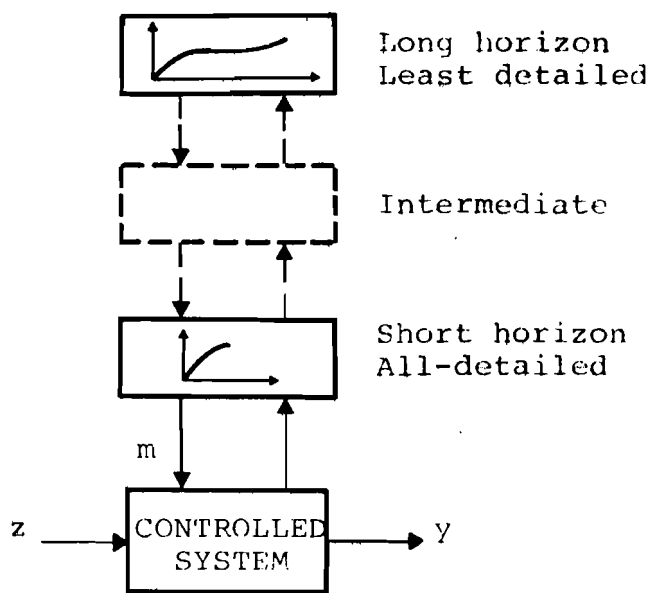 Long horizon
Least detailed
Intermediate
Short horizon
All-detailed
m
z
CONTROLLED
SYSTEM
y